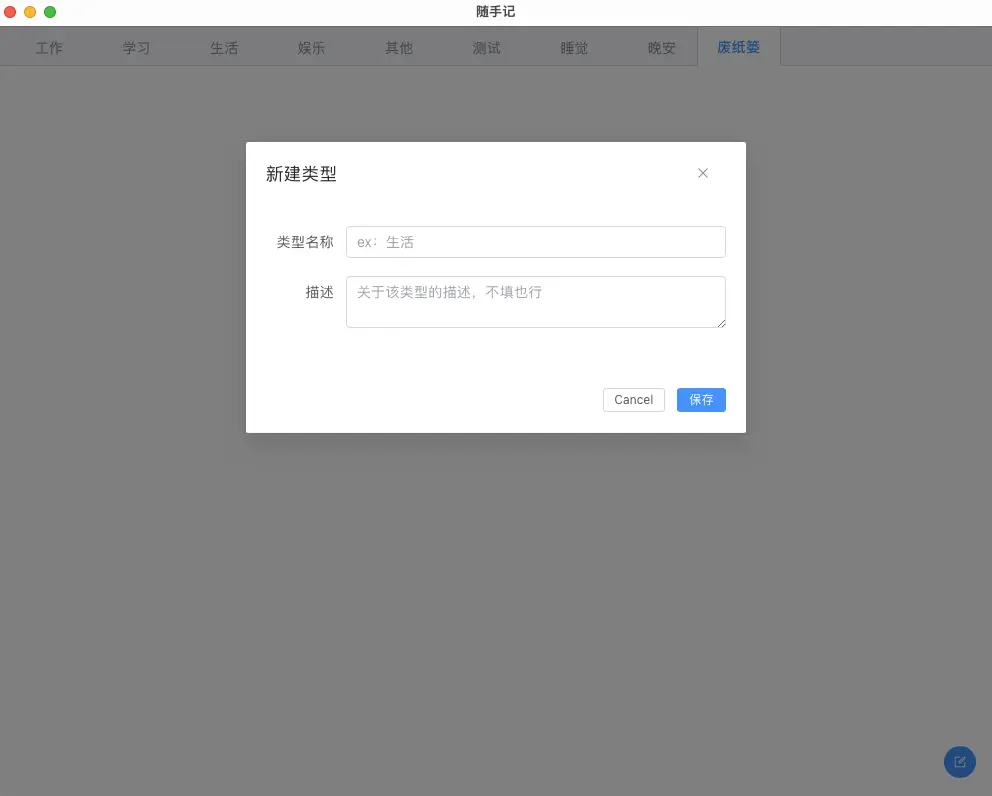 随手记
工作 学习 生活 娱乐 其他 测试 睡觉 晚安 废纸篓
新建类型
类型名称 ex：生活
描述 关于该类型的描述，不填也行
Cancel 保存